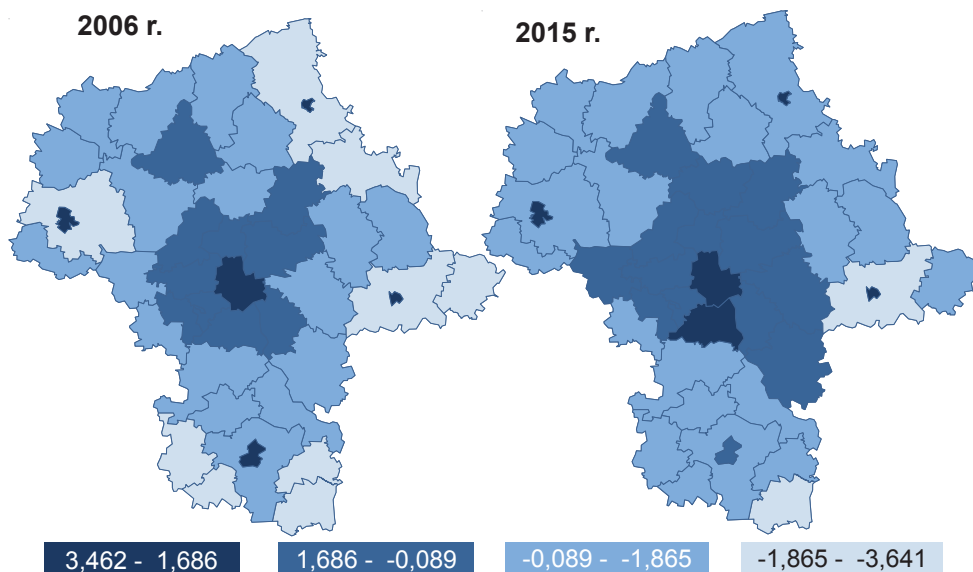 2006 r.
2015 r.
3,462 - 1,686
1,686 - -0,089
-0,089 - -1,865
-1,865 - -3,641